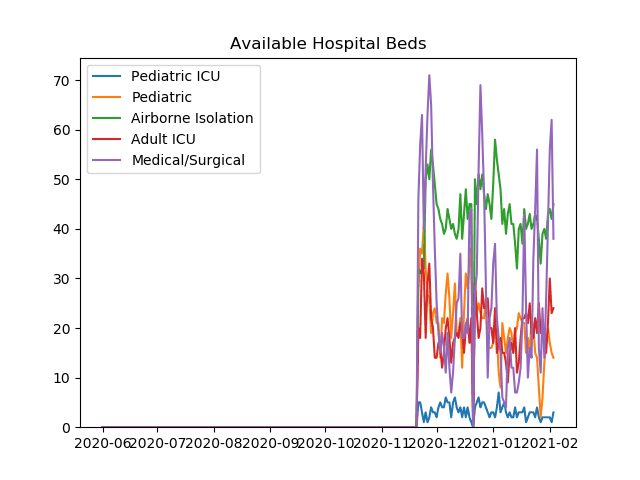 Available Hospital Beds
Pediatric ICU
Pediatric
Airborne Isolation
Adult ICU
Medical/Surgical
70
60
50
40
30
20
10
0
2020-06 2020-07 2020-08 2020-09 2020-10 2020-11 2020-12 2021-01 2021-02